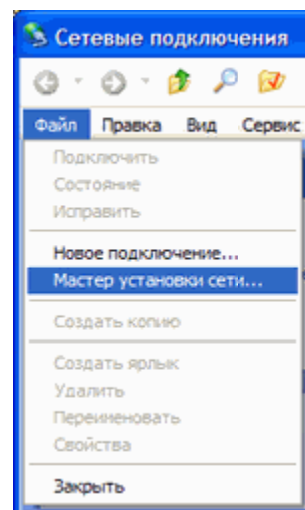 Сетевые подключения
Файл Правка Вид Сервис
Подключить
Состояние
Исправить
Новое подключение...
Мастер установки сети...
Создать копию
Создать ярлык
Удалить
Переименовать
Свойства
Закрыть